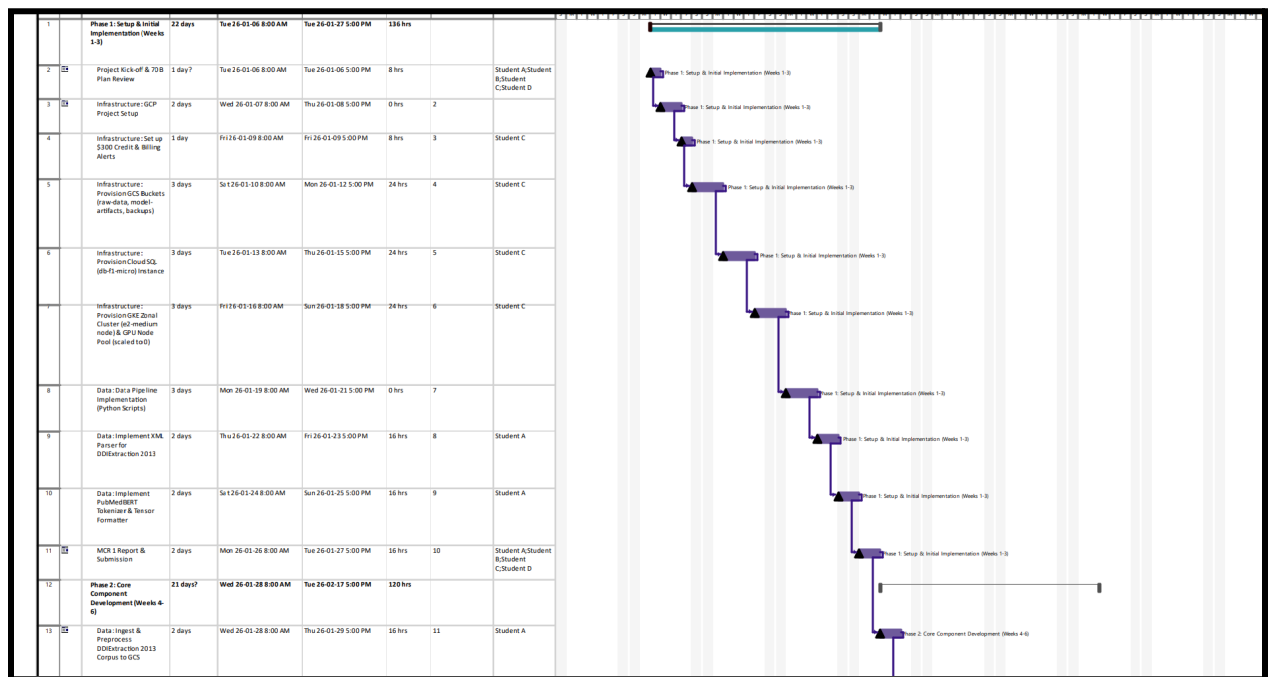 1 Phase 1: Setup & Initial 22 days Tue 26-01-06 8:00 AM Tue 26-01-27 5:00 PM 136 hrs
Implementation (Weeks
1-3)
2 Project Kick-off & 70B 1 day? Tue 26-01-06 8:00 AM Tue 26-01-06 5:00 PM 8 hrs Student A;Student Phase 1: Setup & Initial Implementation (Weeks 1-3)
Plan Review B;Student
C;Student D
3 Infrastructure: GCP 2 days Wed 26-01-07 8:00 AM Thu 26-01-08 5:00 PM 0 hrs 2 Phase 1: Setup & Initial Implementation (Weeks 1-3)
Project Setup
4 Infrastructure: Set up 1 day Fri 26-01-09 8:00 AM Fri 26-01-09 5:00 PM 8 hrs 3 Student C Phase 1: Setup & Initial Implementation (Weeks 1-3)
$300 Credit & Billing
Alerts
5 Infrastructure: 3 days Sat 26-01-10 8:00 AM Mon 26-01-12 5:00 PM 24 hrs 4 Student C Phase 1: Setup & Initial Implementation (Weeks 1-3)
Provision GCS Buckets
(raw-data, model-
artifacts, backups)
6 Infrastructure: 3 days Tue 26-01-13 8:00 AM Thu 26-01-15 5:00 PM 24 hrs 5 Student C Phase 1: Setup & Initial Implementation (Weeks 1-3)
Provision Cloud SQL
(db-f1-micro) Instance
7 Infrastructure: 3 days Fri 26-01-16 8:00 AM Sun 26-01-18 5:00 PM 24 hrs 6 Student C Phase 1: Setup & Initial Implementation (Weeks 1-3)
Provision GKE Zonal
Cluster (e2-medium
node) & GPU Node
Pool (scaled to 0)
8 Data: Data Pipeline 3 days Mon 26-01-19 8:00 AM Wed 26-01-21 5:00 PM 0 hrs 7 Phase 1: Setup & Initial Implementation (Weeks 1-3)
Implementation
(Python Scripts)
9 Data: Implement XML 2 days Thu 26-01-22 8:00 AM Fri 26-01-23 5:00 PM 16 hrs 8 Student A Phase 1: Setup & Initial Implementation (Weeks 1-3)
Parser for
DDIExtraction 2013
10 Data: Implement 2 days Sat 26-01-24 8:00 AM Sun 26-01-25 5:00 PM 16 hrs 9 Student A Phase 1: Setup & Initial Implementation (Weeks 1-3)
PubMedBERT
Tokenizer & Tensor
Formatter
11 MCR 1 Report & 2 days Mon 26-01-26 8:00 AM Tue 26-01-27 5:00 PM 16 hrs 10 Student A;Student Phase 1: Setup & Initial Implementation (Weeks 1-3)
Submission B;Student
C;Student D
12 Phase 2: Core 21 days? Wed 26-01-28 8:00 AM Tue 26-02-17 5:00 PM 120 hrs
Component
Development (Weeks 4-
6)
13 Data: Ingest & 2 days Wed 26-01-28 8:00 AM Thu 26-01-29 5:00 PM 16 hrs 11 Student A Phase 2: Core Component Development (Weeks 4-6)
Preprocess
DDIExtraction 2013
Corpus to GCS